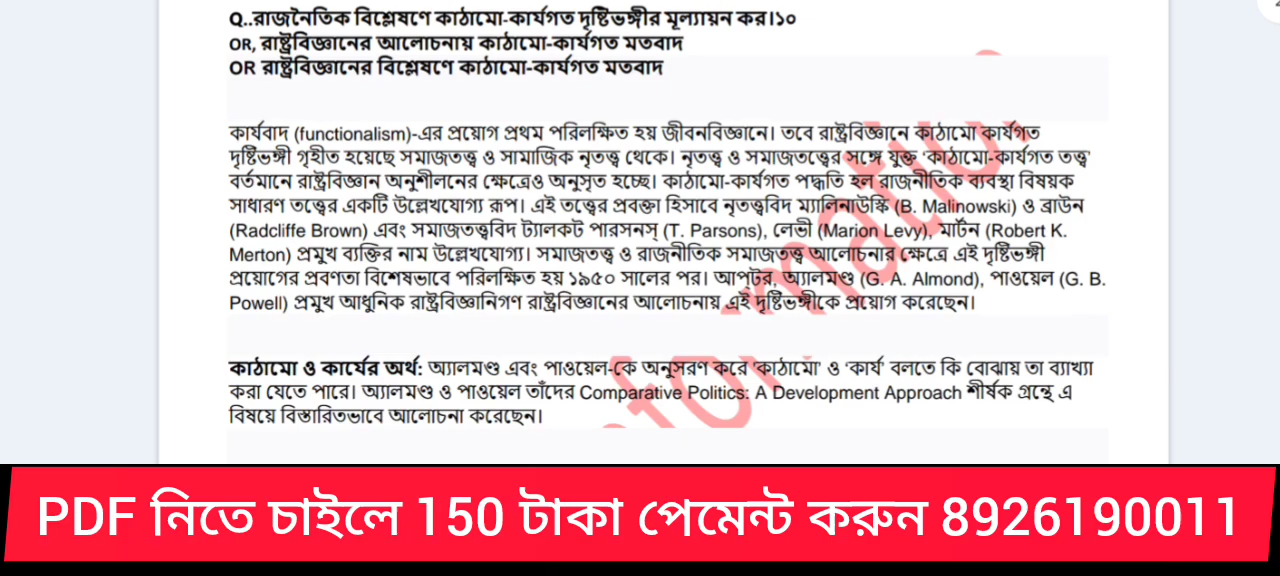 Q..রাজনৈতিক বিশ্লেষণে কাঠামো-কার্যগত দৃষ্টিভঙ্গীর মূল্যায়ন কর।১০
OR, রাষ্ট্রবিজ্ঞানের আলোচনায় কাঠামো-কার্যগত মতবাদ
OR রাষ্ট্রবিজ্ঞানের বিশ্লেষণে কাঠামো-কার্যগত মতবাদ
কার্যবাদ (functionalism)-এর প্রয়োগ প্রথম পরিলক্ষিত হয় জীবনবিজ্ঞানে। তবে রাষ্ট্রবিজ্ঞানে কাঠামো কার্যগত
দৃষ্টিভঙ্গী গৃহীত হয়েছে সমাজতত্ত্ব ও সামাজিক নৃতত্ত্ব থেকে। নৃতত্ত্ব ও সমাজতত্ত্বের সঙ্গে যুক্ত 'কাঠামো-কার্যগত তত্ত্ব'
বর্তমানে রাষ্ট্রবিজ্ঞান অনুশীলনের ক্ষেত্রেও অনুসৃত হচ্ছে। কাঠামো-কার্যগত পদ্ধতি হল রাজনীতিক ব্যবস্থা বিষয়ক
সাধারণ তত্ত্বের একটি উল্লেখযোগ্য রূপ। এই তত্ত্বের প্রবক্তা হিসাবে নৃতত্ত্ববিদ ম্যালিনাউস্কি (B. Malinowski) ও ব্রাউন
(Radcliffe Brown) এবং সমাজতত্ত্ববিদ ট্যালকট পারসনস্ (T. Parsons), লেভী (Marion Levy), মার্টন (Robert K.
Merton) প্রমুখ ব্যক্তির নাম উল্লেখযোগ্য। সমাজতত্ত্ব ও রাজনীতিক সমাজতত্ত্ব আলোচনার ক্ষেত্রে এই দৃষ্টিভঙ্গী
প্রয়োগের প্রবণতা বিশেষভাবে পরিলক্ষিত হয় ১৯৫০ সালের পর। আপটর, অ্যালমণ্ড (G. A. Almond), পাওয়েল (G. B.
Powell) প্রমুখ আধুনিক রাষ্ট্রবিজ্ঞানিগণ রাষ্ট্রবিজ্ঞানের আলোচনায় এই দৃষ্টিভঙ্গীকে প্রয়োগ করেছেন।
কাঠামো ও কার্যের অর্থ: অ্যালমণ্ড এবং পাওয়েল-কে অনুসরণ করে 'কাঠামো' ও 'কার্য' বলতে কি বোঝায় তা ব্যাখ্যা
করা যেতে পারে। অ্যালমণ্ড ও পাওয়েল তাঁদের Comparative Politics: A Development Approach শীর্ষক গ্রন্থে এ
বিষয়ে বিস্তারিতভাবে আলোচনা করেছেন।
PDF নিতে চাইলে 150 টাকা পেমেন্ট করুন 8926190011